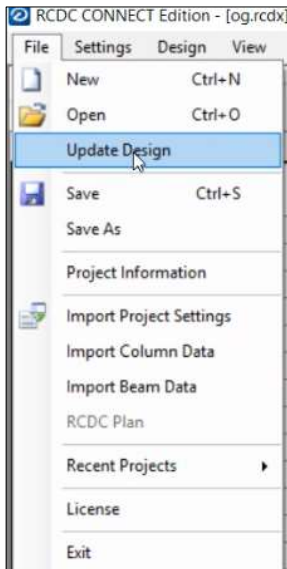 RCDC CONNECT Edition - [og.rcdx]
File Settings Design View
New Ctrl+N
Open Ctrl+O
Update Design
Save Ctrl+S
Save As
Project Information
Import Project Settings
Import Column Data
Import Beam Data
RCDC Plan
Recent Projects
License
Exit